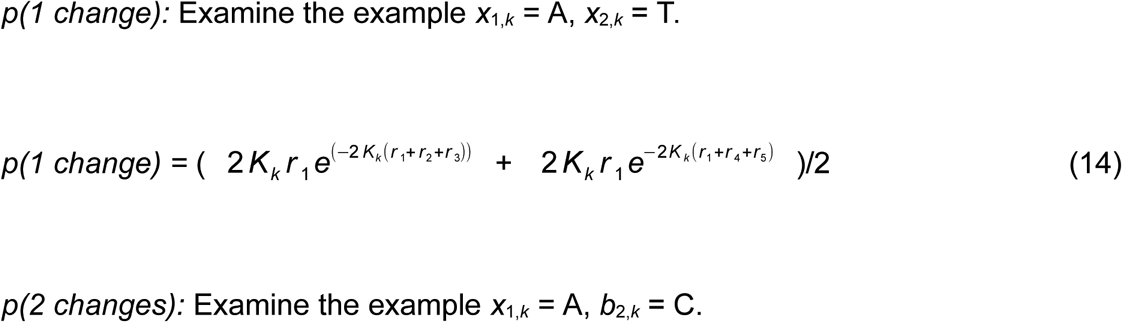 p(1 change): Examine the example x₁,ₖ = A, x₂,ₖ = T.
p(1 change) = ( 2Kₖr₁e^(−2Kₖ(r₁+r₂+r₃)) + 2Kₖr₁e^−2Kₖ(r₁+r₄+r₅) )/2 (14)
p(2 changes): Examine the example x₁,ₖ = A, b₂,ₖ = C.